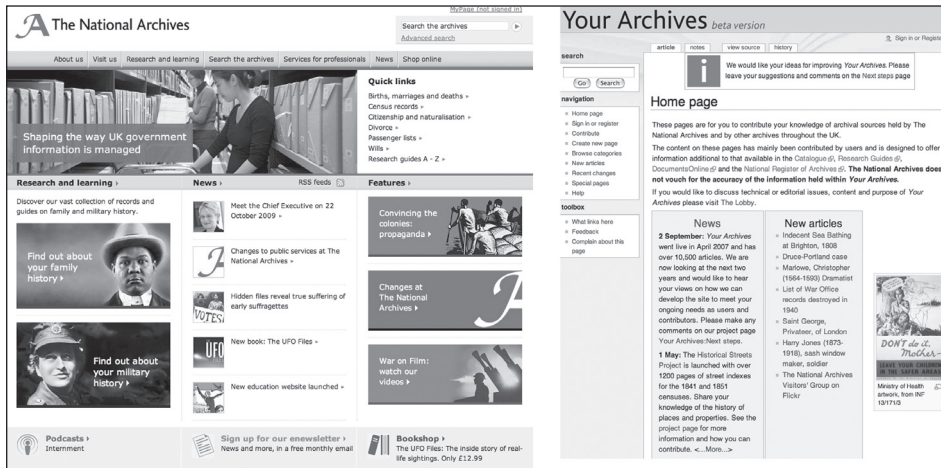 MyPage (not signed in)
The National Archives
Search the archives
Advanced search
About us Visit us Research and learning Search the archives Services for professionals News Shop online
Quick links
Births, marriages and deaths »
Census records »
Citizenship and naturalisation »
Divorce »
Passenger lists »
Wills »
Research guides A - Z »
Shaping the way UK government
information is managed
Research and learning
Discover our vast collection of records and
guides on family and military history.
Find out about
your family
history
Find out about
your military
history
News
RSS feeds
Meet the Chief Executive on 22
October 2009 »
Changes to public services at The
National Archives »
Hidden files reveal true suffering of
early suffragettes
VOTES
New book: The UFO Files »
UFO
New education website launched »
Features
Convincing the
colonies:
propaganda
Changes at
The National
Archives
War on Film:
watch our
videos
Podcasts
Internment
Sign up for our enewsletter
News and more, in a free monthly email
Bookshop
The UFO Files: The inside story of real-
life sightings. Only £12.99
Your Archives beta version
Sign in or Registe
article notes view source history
search
Go Search
navigation
Home page
Sign in or register
Contribute
Create new page
Browse categories
New articles
Recent changes
Special pages
Help
toolbox
What links here
Feedback
Complain about this
page
i
We would like your ideas for improving Your Archives. Please
leave your suggestions and comments on the Next steps page
Home page
These pages are for you to contribute your knowledge of archival sources held by The
National Archives and by other archives throughout the UK.
The content on these pages has mainly been contributed by users and is designed to offer
information additional to that available in the Catalogue, Research Guides,
DocumentsOnline and the National Register of Archives. The National Archives does
not vouch for the accuracy of the information held within Your Archives.
If you would like to discuss technical or editorial issues, content and purpose of Your
Archives please visit The Lobby.
News
2 September: Your Archives
went live in April 2007 and has
over 10,500 articles. We are
now looking at the next two
years and would like to hear
your views on how we can
develop the site to meet your
ongoing needs as users and
contributors. Please make any
comments on our project page
Your Archives:Next steps.
1 May: The Historical Streets
Project is launched with over
1200 pages of street indexes
for the 1841 and 1851
censuses. Share your
knowledge of the history of
places and properties. See the
project page for more
information and how you can
contribute. <...More...>
New articles
Indecent Sea Bathing
at Brighton, 1808
Druce-Portland case
Marlowe, Christopher
(1564-1593) Dramatist
List of War Office
records destroyed in
1940
Saint George,
Privateer, of London
Harry Jones (1873-
1918), sash window
maker, soldier
The National Archives
Visitors' Group on
Flickr
DON'T do it,
Mother—
LEAVE YOUR CHILDREN
IN THE SAFER AREAS
Ministry of Health
artwork, from INF
13/171/3